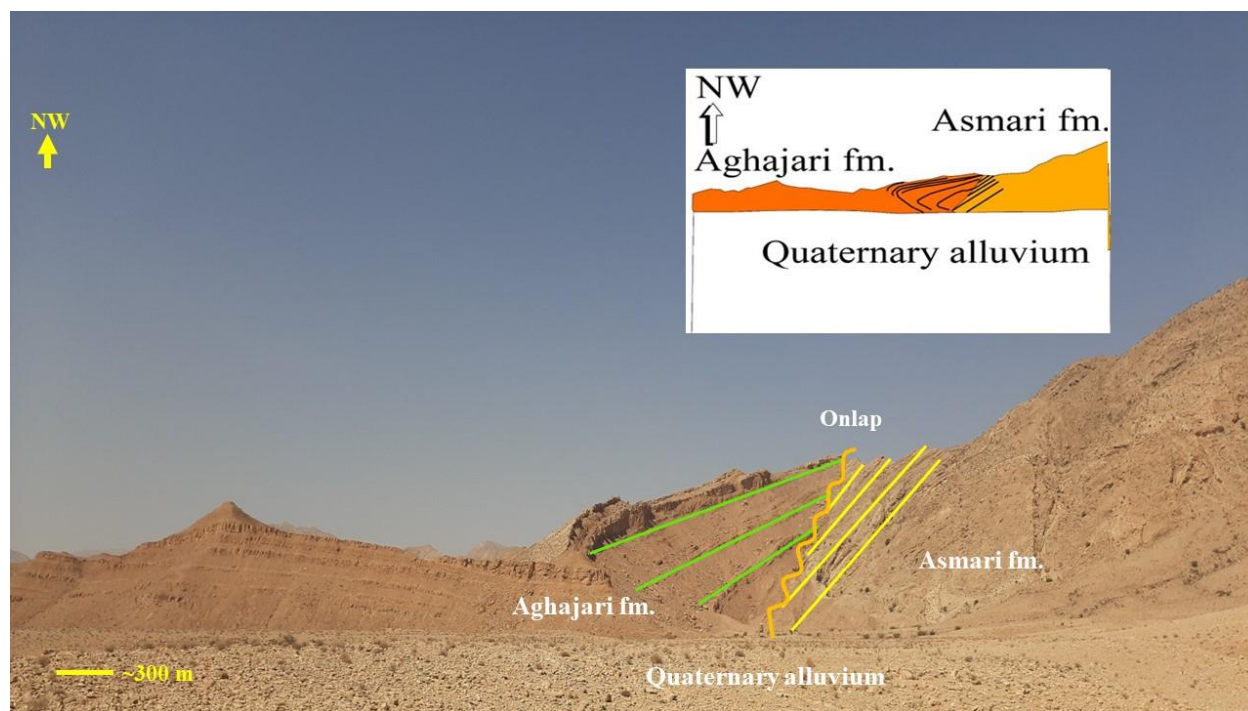 NW
NW
Asmari fm.
Aghajari fm.
Quaternary alluvium
Onlap
Asmari fm.
Aghajari fm.
~300 m
Quaternary alluvium